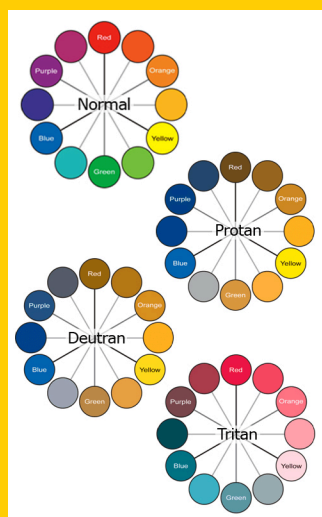 Red
Purple
Orange
Normal
Blue
Yellow
Green
Red
Purple
Orange
Protan
Blue
Yellow
Green
Red
Purple
Orange
Deutran
Blue
Yellow
Green
Red
Purple
Orange
Tritan
Blue
Yellow
Green